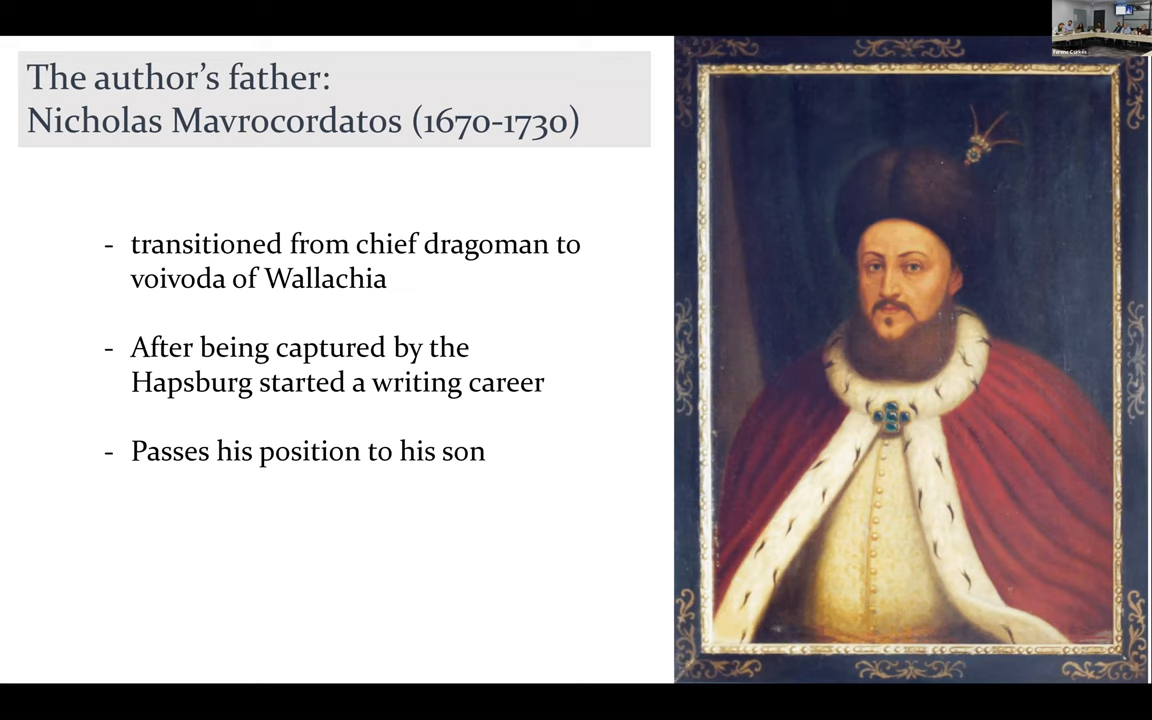 The author's father:
Nicholas Mavrocordatos (1670-1730)
- transitioned from chief dragoman to
voivoda of Wallachia
- After being captured by the
Hapsburg started a writing career
- Passes his position to his son